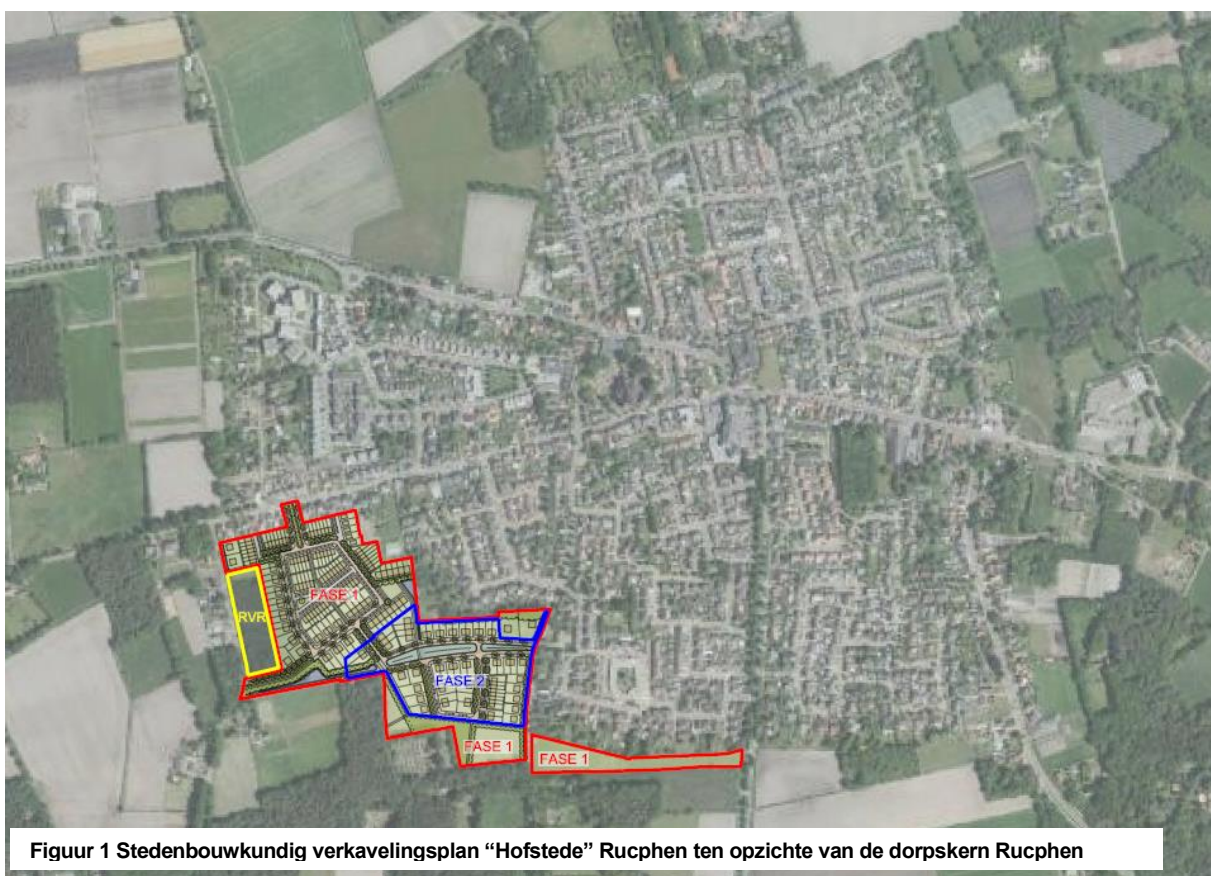 FASE 1
RVR
FASE 2
FASE 1
FASE 1
Figuur 1 Stedenbouwkundig verkavelingsplan “Hofstede” Rucphen ten opzichte van de dorpskern Rucphen